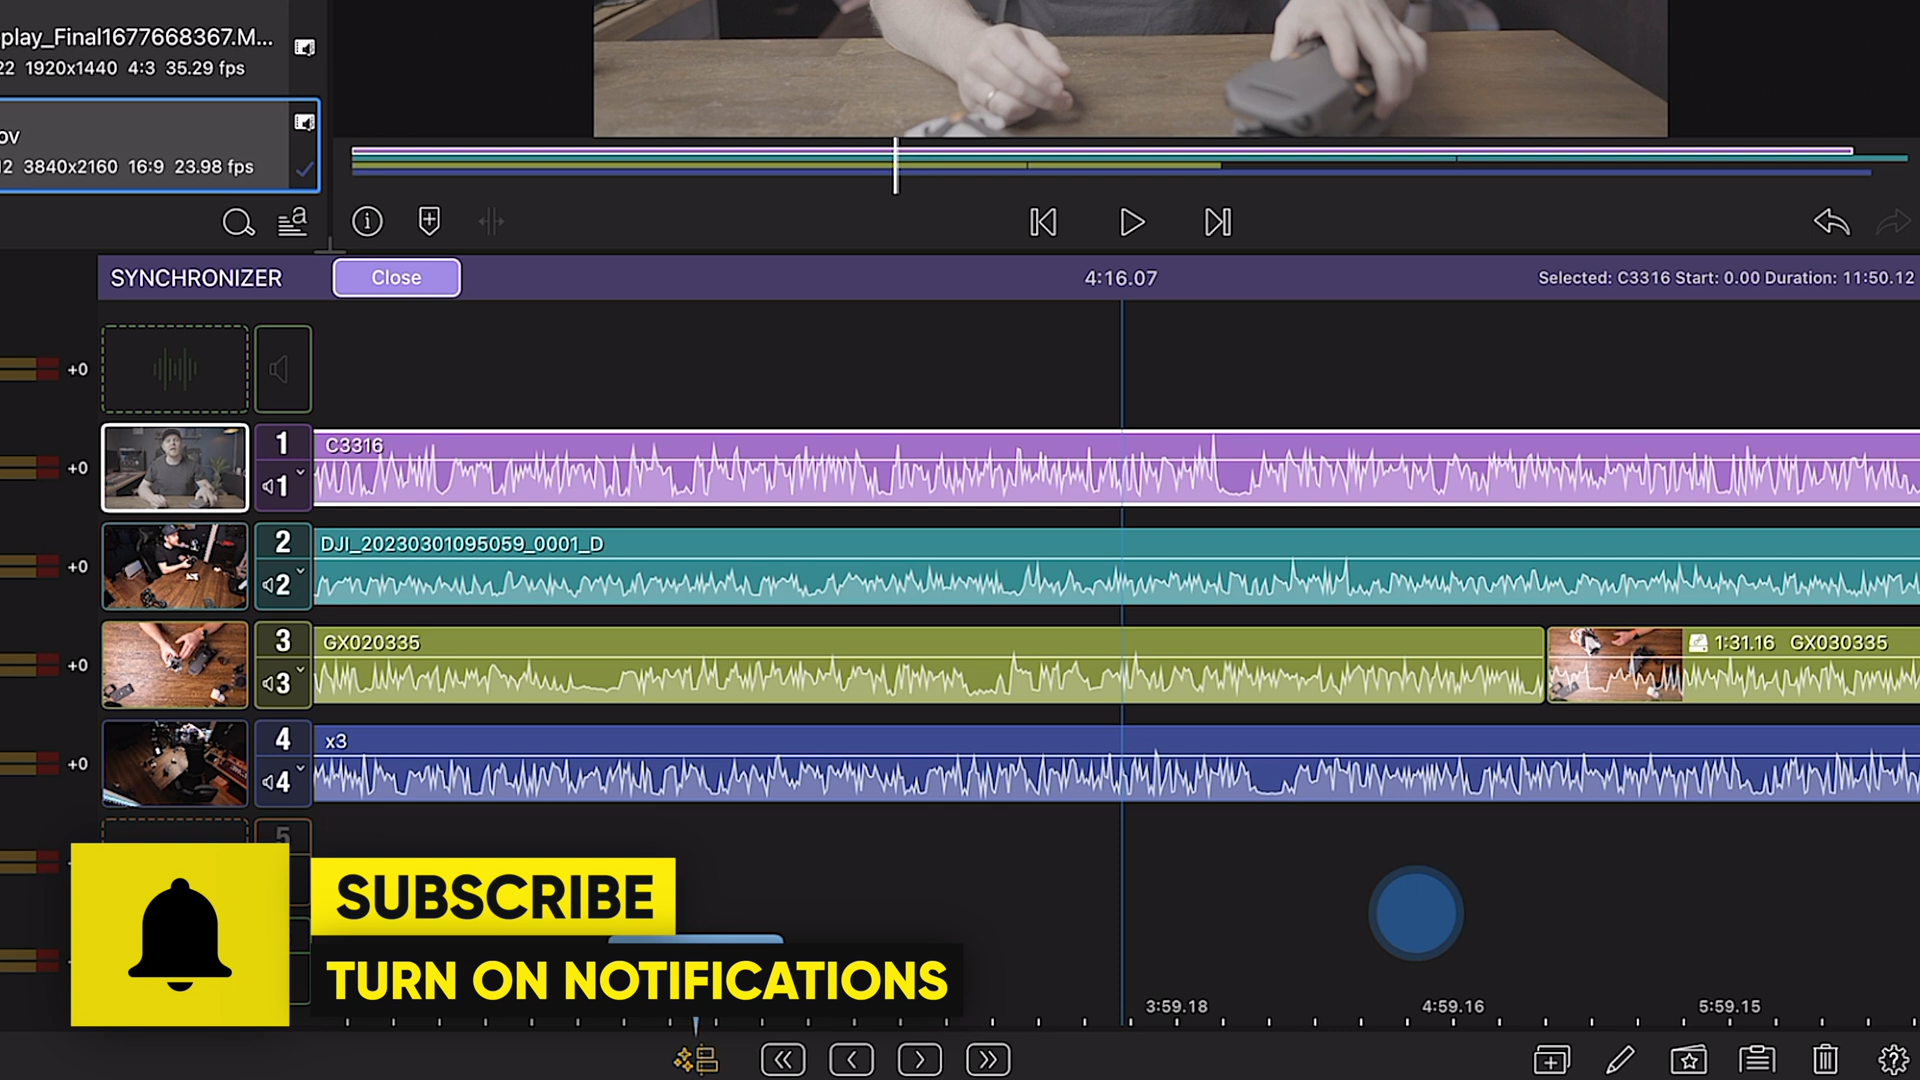 play_Final1677668367.M...
22 1920x1440 4:3 35.29 fps
ov
12 3840x2160 16:9 23.98 fps
a
SYNCHRONIZER
Close
4:16.07
Selected: C3316 Start: 0.00 Duration: 11:50.12
+0
+0
1
1
C3316
+0
2
2
DJI_20230301095059_0001_D
+0
3
3
GX020335
1:31.16 GX030335
+0
4
4
x3
5
SUBSCRIBE
TURN ON NOTIFICATIONS
3:59.18
4:59.16
5:59.15